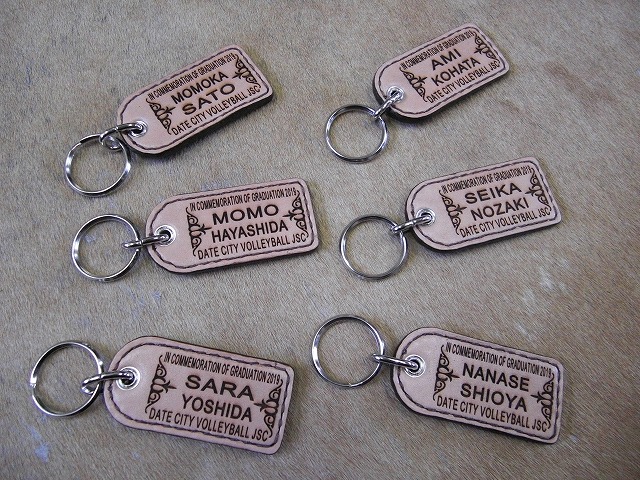 IN COMMEMORATION OF GRADUATION 2019
MOMOKA
SATO
DATE CITY VOLLEYBALL JSC
IN COMMEMORATION OF GRADUATION 2019
AMI
KOHATA
DATE CITY VOLLEYBALL JSC
IN COMMEMORATION OF GRADUATION 2019
MOMO
HAYASHIDA
DATE CITY VOLLEYBALL JSC
IN COMMEMORATION OF GRADUATION 2019
SEIKA
NOZAKI
DATE CITY VOLLEYBALL JSC
IN COMMEMORATION OF GRADUATION 2019
SARA
YOSHIDA
DATE CITY VOLLEYBALL JSC
IN COMMEMORATION OF GRADUATION 2019
NANASE
SHIOYA
DATE CITY VOLLEYBALL JSC